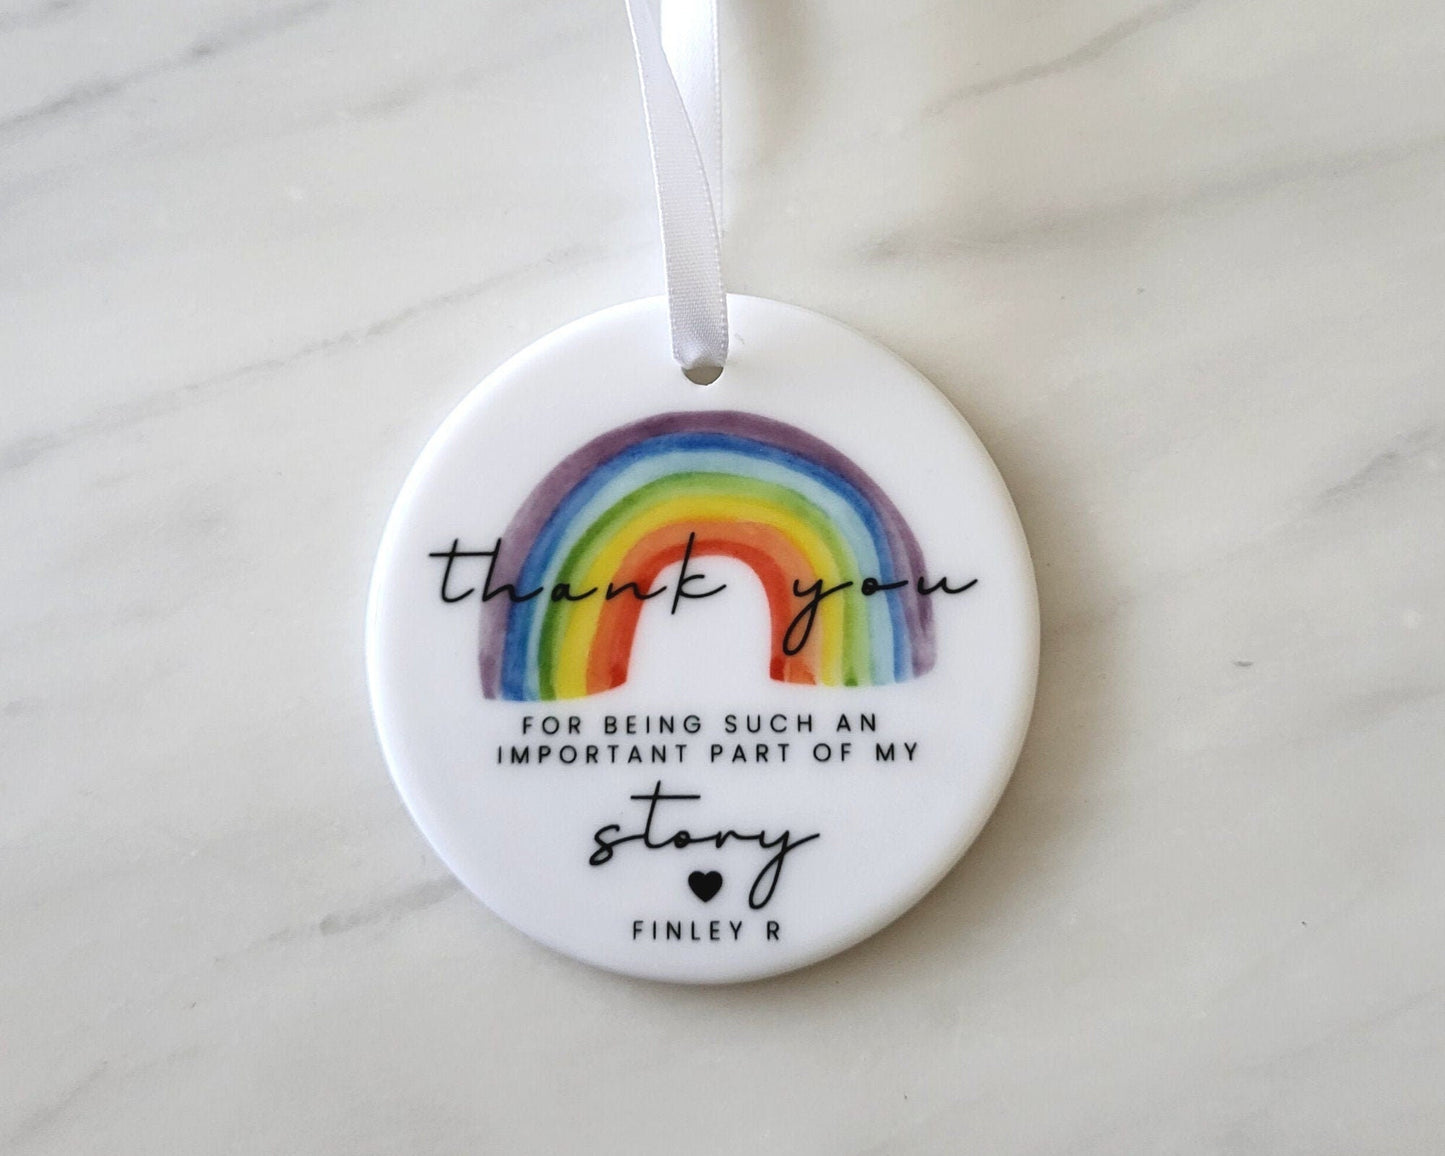 thank you
FOR BEING SUCH AN
IMPORTANT PART OF MY
story
FINLEY R